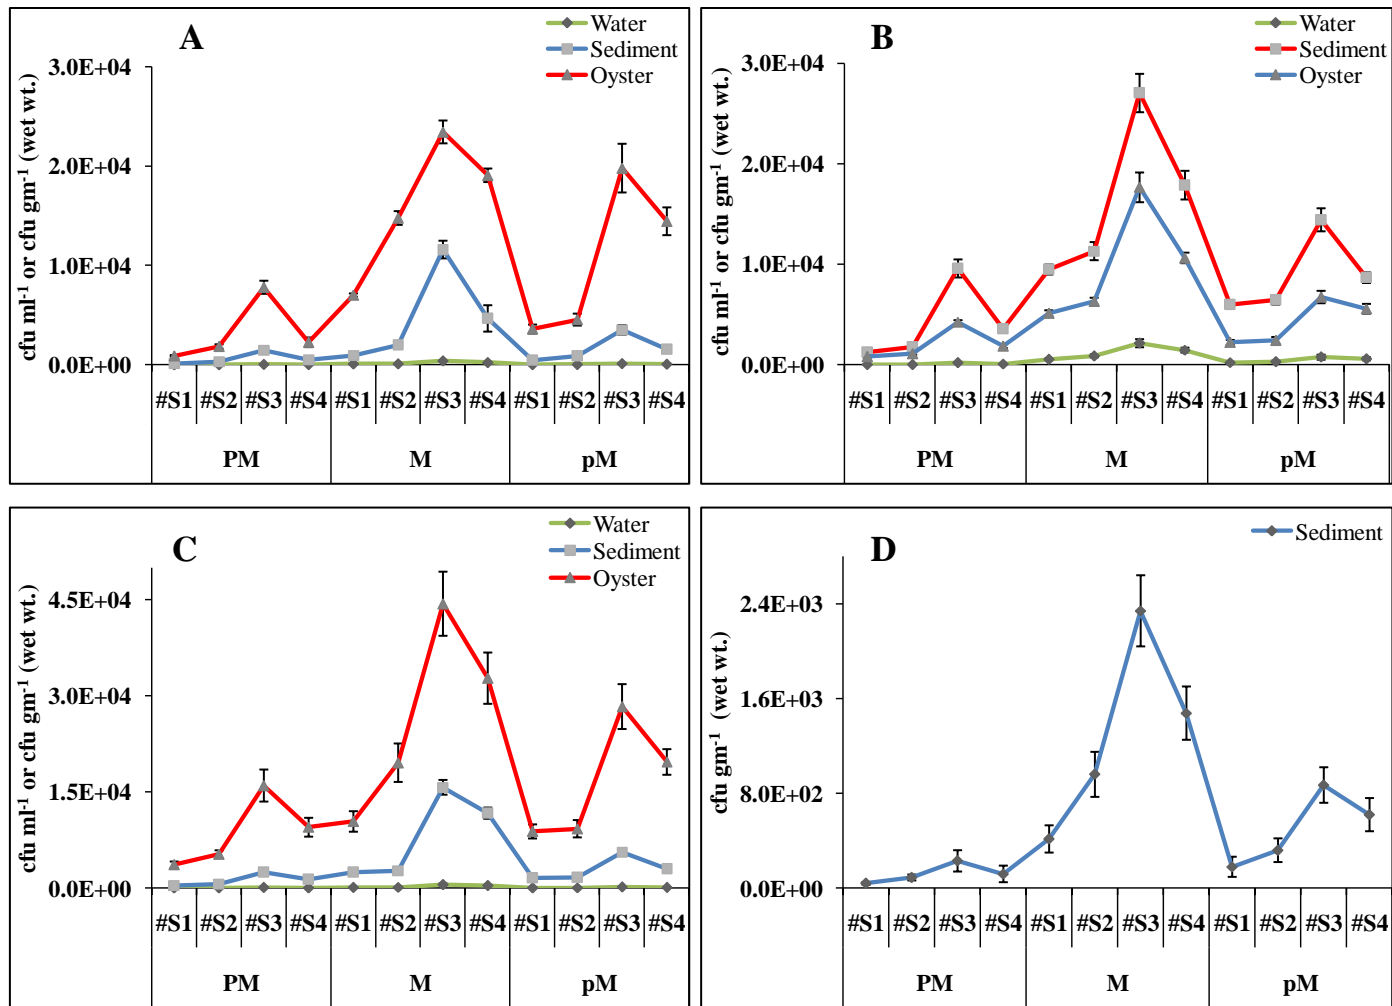 A
Water
Sediment
Oyster
cfu ml-1 or cfu gm-1 (wet wt.)
3.0E+04
2.0E+04
1.0E+04
0.0E+00
#S1 #S2 #S3 #S4 #S1 #S2 #S3 #S4 #S1 #S2 #S3 #S4
PM M pM
B
Water
Sediment
Oyster
cfu ml-1 or cfu gm-1 (wet wt.)
3.0E+04
2.0E+04
1.0E+04
0.0E+00
#S1 #S2 #S3 #S4 #S1 #S2 #S3 #S4 #S1 #S2 #S3 #S4
PM M pM
C
Water
Sediment
Oyster
cfu ml-1 or cfu gm-1 (wet wt.)
4.5E+04
3.0E+04
1.5E+04
0.0E+00
#S1 #S2 #S3 #S4 #S1 #S2 #S3 #S4 #S1 #S2 #S3 #S4
PM M pM
D
Sediment
cfu gm-1 (wet wt.)
2.4E+03
1.6E+03
8.0E+02
0.0E+00
#S1 #S2 #S3 #S4 #S1 #S2 #S3 #S4 #S1 #S2 #S3 #S4
PM M pM